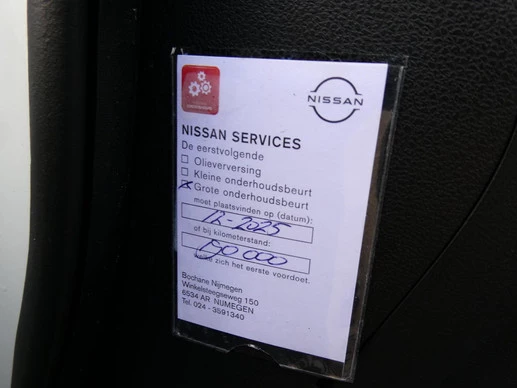 NISSAN
NISSAN SERVICES
De eerstvolgende
☐ Olieverversing
☐ Kleine onderhoudsbeurt
☒ Grote onderhoudsbeurt
moet plaatsvinden op (datum):
12-2025
of bij kilometerstand:
190 000
welke zich het eerste voordoet.
Bochane Nijmegen
Winkelsteegseweg 150
6534 AR NIJMEGEN
Tel. 024 - 3591340